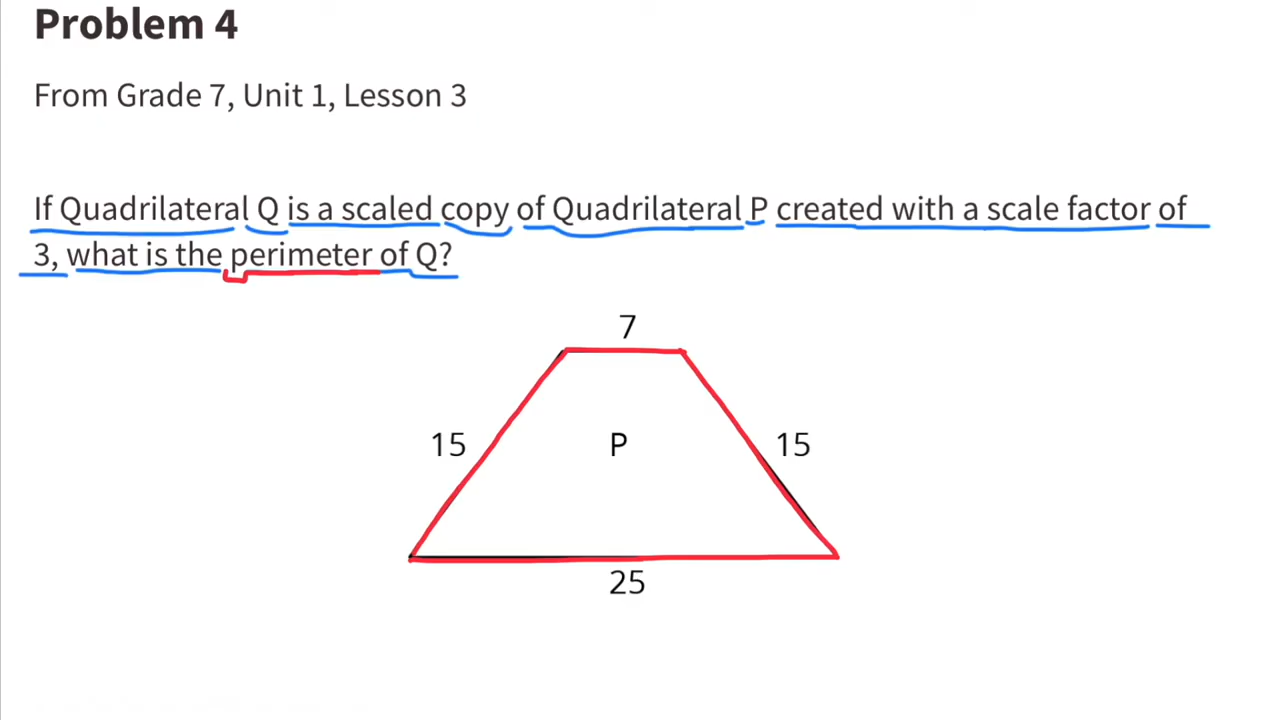 Problem 4
From Grade 7, Unit 1, Lesson 3
If Quadrilateral Q is a scaled copy of Quadrilateral P created with a scale factor of
3, what is the perimeter of Q?
7
15
P
15
25